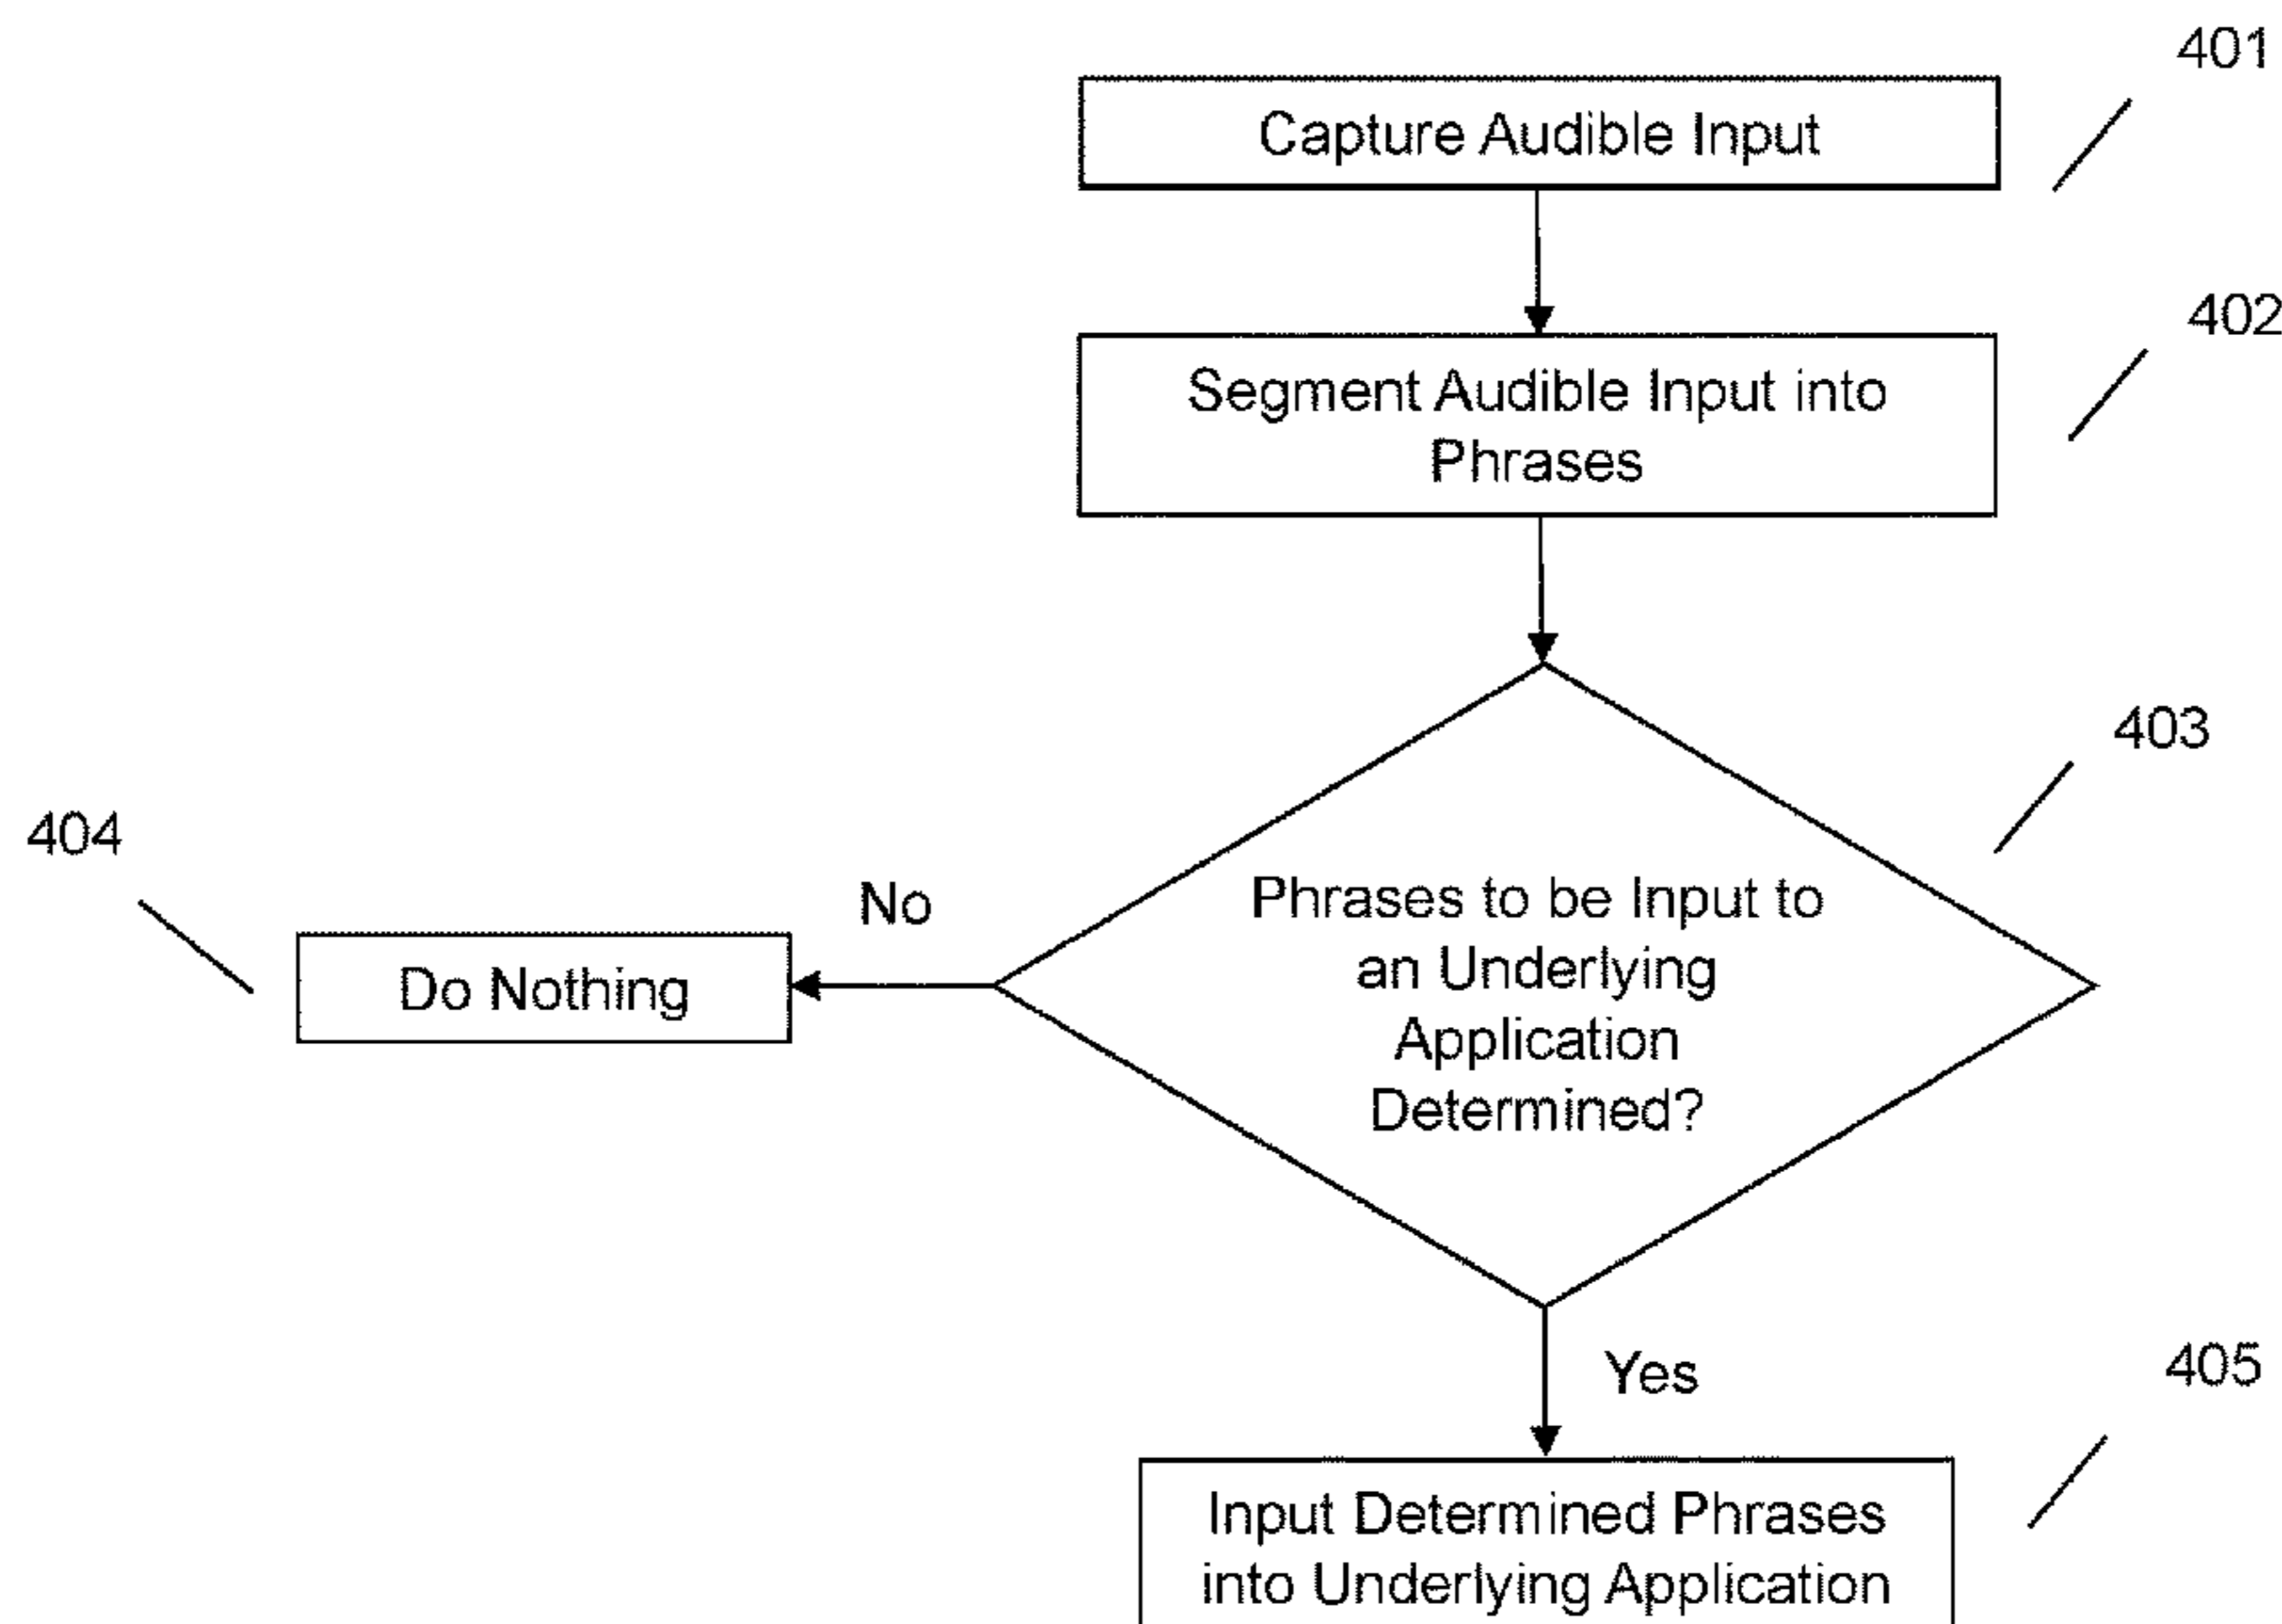 401
Capture Audible Input
402
Segment Audible Input into
Phrases
403
Phrases to be Input to
an Underlying
Application
Determined?
404
No
Do Nothing
Yes
405
Input Determined Phrases
into Underlying Application